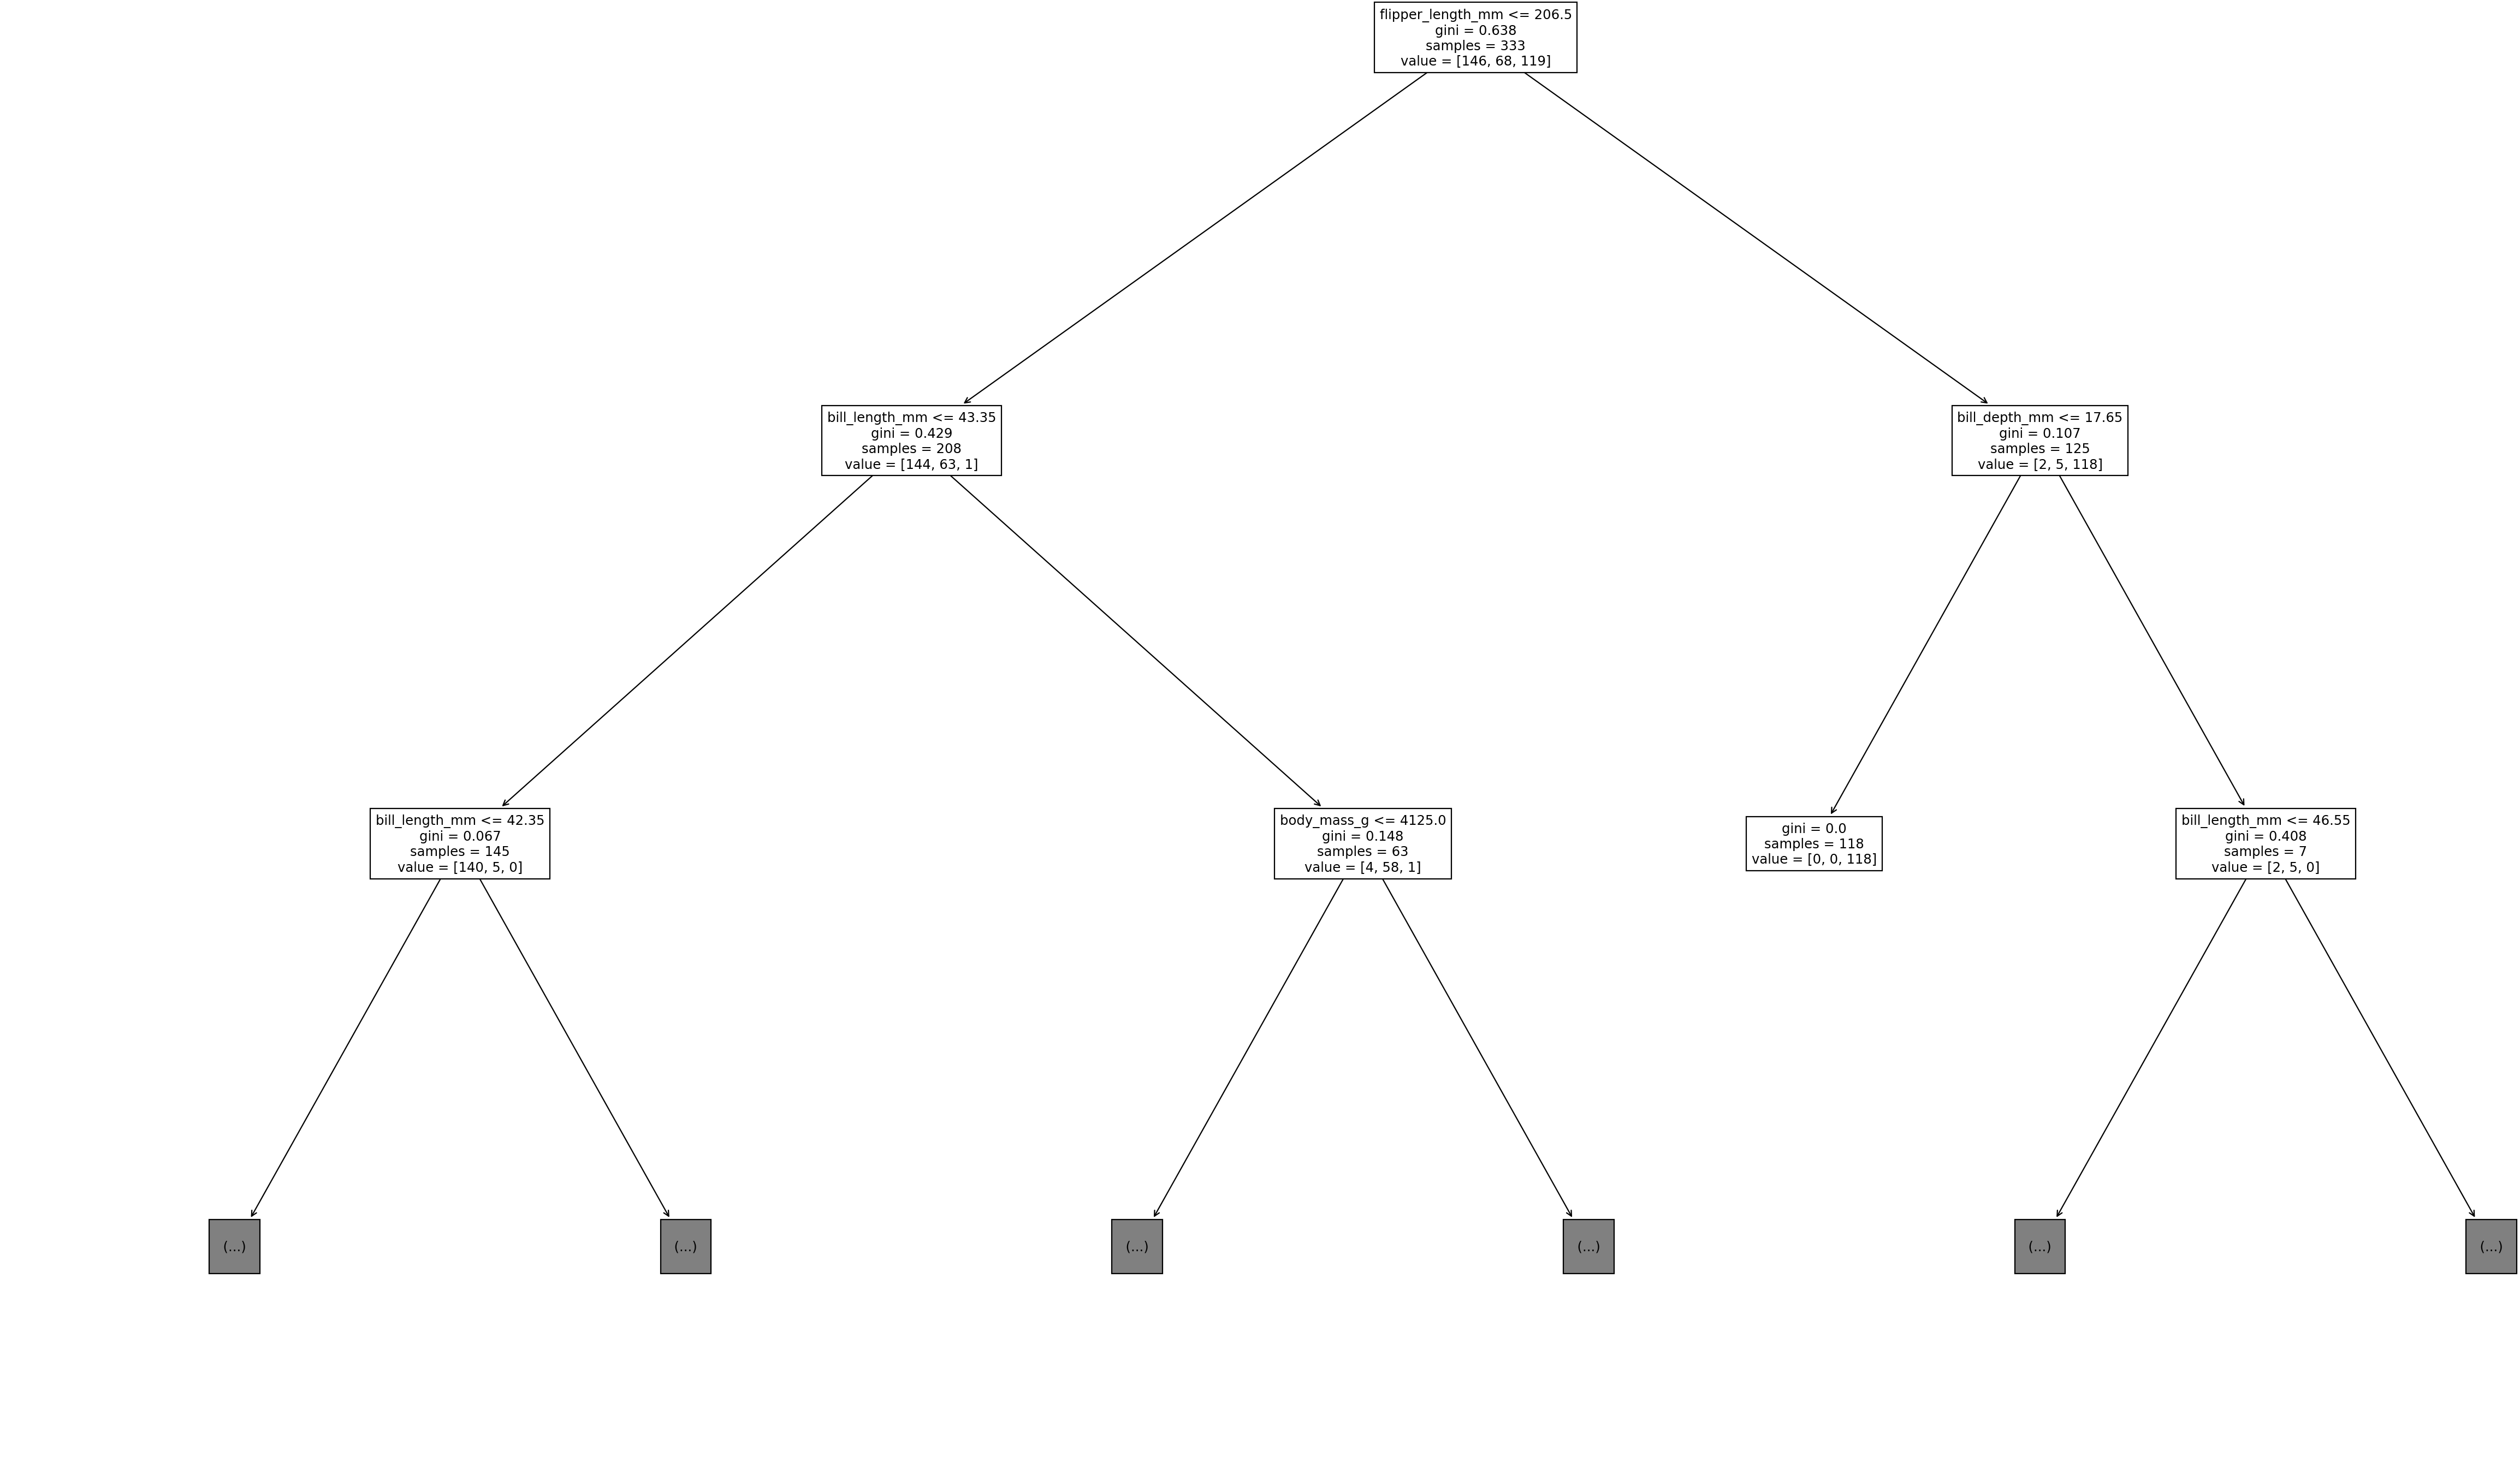 flipper_length_mm <= 206.5
gini = 0.638
samples = 333
value = [146, 68, 119]
bill_length_mm <= 43.35
gini = 0.429
samples = 208
value = [144, 63, 1]
bill_depth_mm <= 17.65
gini = 0.107
samples = 125
value = [2, 5, 118]
bill_length_mm <= 42.35
gini = 0.067
samples = 145
value = [140, 5, 0]
body_mass_g <= 4125.0
gini = 0.148
samples = 63
value = [4, 58, 1]
gini = 0.0
samples = 118
value = [0, 0, 118]
bill_length_mm <= 46.55
gini = 0.408
samples = 7
value = [2, 5, 0]
(...)
(...)
(...)
(...)
(...)
(...)